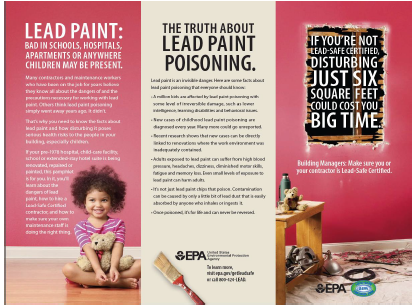 LEAD PAINT:
BAD IN SCHOOLS, HOSPITALS,
APARTMENTS OR ANYWHERE
CHILDREN MAY BE PRESENT.
Many contractors and maintenance workers
who have been on the job for years believe
they know all about the dangers of and the
precautions necessary for working with lead
paint. Others think lead paint poisoning
simply went away years ago. It didn't.
That's why you need to know the facts about
lead paint and how disturbing it poses
serious health risks to the people in your
building, especially children.
If your pre-1978 hospital, child-care facility,
school or extended-stay hotel suite is being
renovated, repaired or
painted, this pamphlet
is for you. In it, you'll
learn about the
dangers of lead
paint, how to hire a
Lead-Safe Certified
contractor, and how to
make sure your own
maintenance staff is
doing the right thing.
THE TRUTH ABOUT
LEAD PAINT
POISONING.
Lead paint is an invisible danger. Here are some facts about
lead paint poisoning that everyone should know:
• A million kids are affected by lead paint poisoning with
some level of irreversible damage, such as lower
intelligence, learning disabilities and behavioral issues.
• New cases of childhood lead paint poisoning are
diagnosed every year. Many more could go unreported.
• Recent research shows that new cases can be directly
linked to renovations where the work environment was
inadequately contained.
• Adults exposed to lead paint can suffer from high blood
pressure, headaches, dizziness, diminished motor skills,
fatigue and memory loss. Even small levels of exposure
to lead paint can harm adults.
• It's not just lead paint chips that poison. Contamination
can be caused by only a little bit of lead dust that is easily
absorbed by anyone who inhales or ingests it.
• Once poisoned, it's for life and can never be reversed.
EPA United States
Environmental Protection
Agency
To learn more,
visit epa.gov/getleadsafe
or call 800-424-LEAD.
IF YOU'RE NOT
LEAD-SAFE CERTIFIED,
DISTURBING
JUST SIX
SQUARE FEET
COULD COST YOU
BIG TIME
Building Managers: Make sure you or
your contractor is Lead-Safe Certified.
EPA